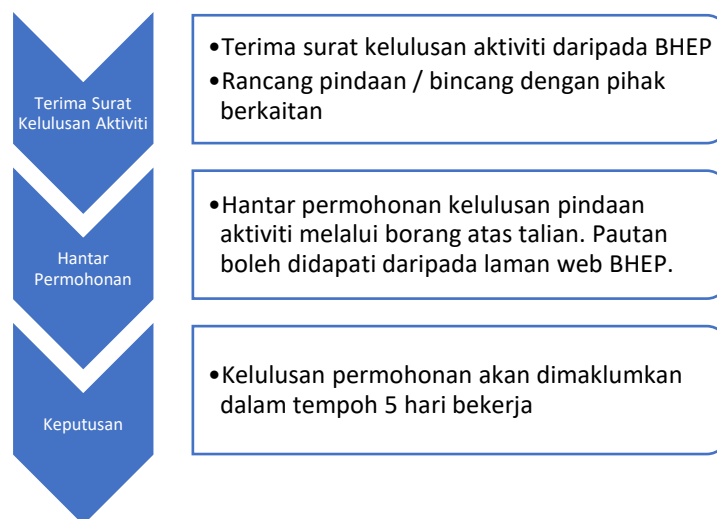 Terima Surat
Kelulusan Aktiviti
•Terima surat kelulusan aktiviti daripada BHEP
•Rancang pindaan / bincang dengan pihak
berkaitan
Hantar
Permohonan
•Hantar permohonan kelulusan pindaan
aktiviti melalui borang atas talian. Pautan
boleh didapati daripada laman web BHEP.
Keputusan
•Kelulusan permohonan akan dimaklumkan
dalam tempoh 5 hari bekerja